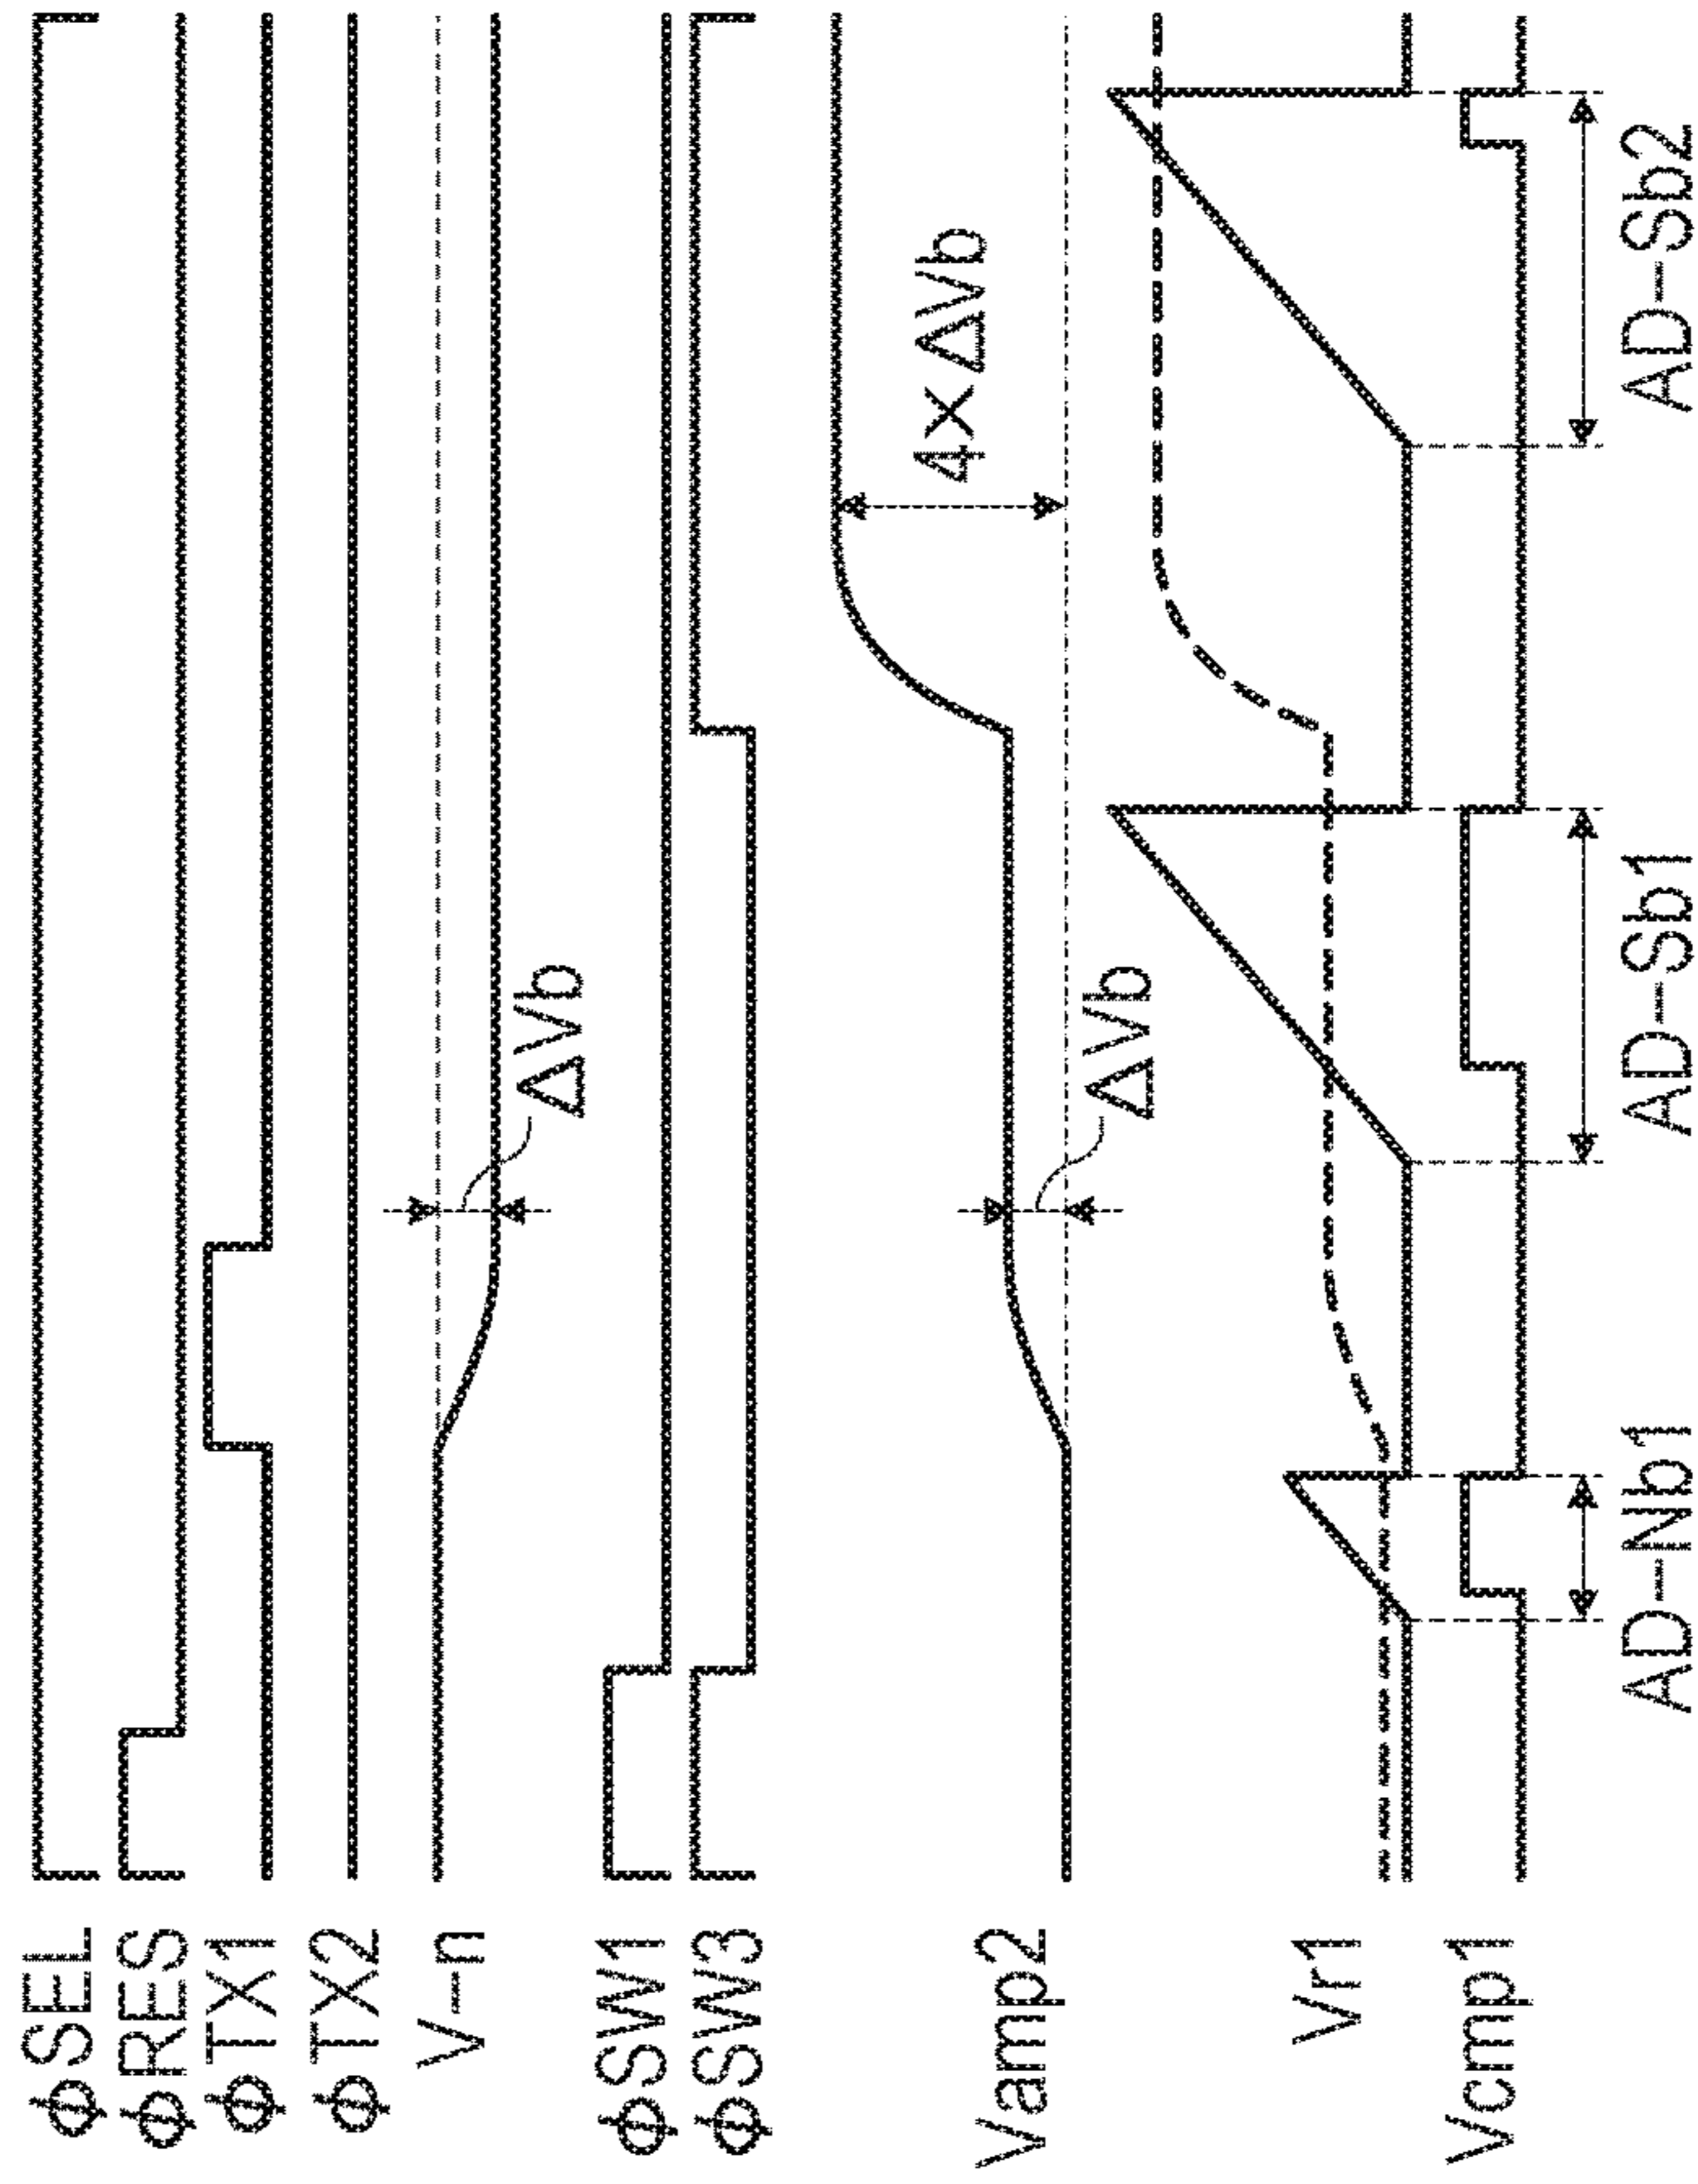 φSEL
φRES
φTX1
φTX2
V-n
ΔVb
φSW1
φSW3
4×ΔVb
Vamp2
ΔVb
Vr1
Vcmp1
AD-Nb1
AD-Sb1
AD-Sb2